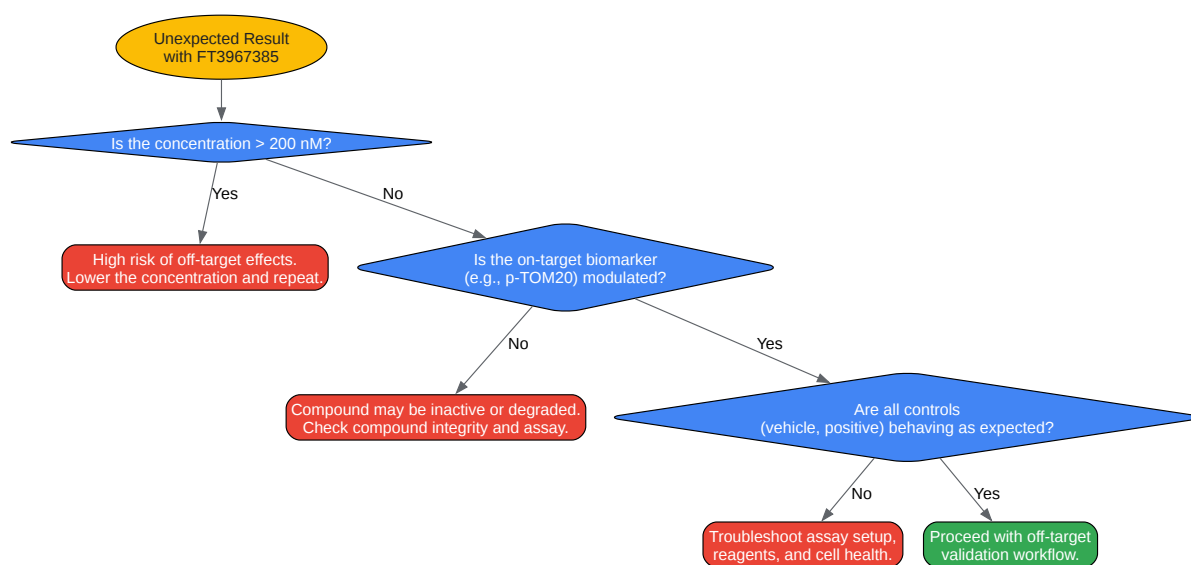 Unexpected Result
with FT3967385
Is the concentration > 200 nM?
Yes
No
High risk of off-target effects.
Lower the concentration and repeat.
Is the on-target biomarker
(e.g., p-TOM20) modulated?
No
Yes
Compound may be inactive or degraded.
Check compound integrity and assay.
Are all controls
(vehicle, positive) behaving as expected?
No
Yes
Troubleshoot assay setup,
reagents, and cell health.
Proceed with off-target
validation workflow.